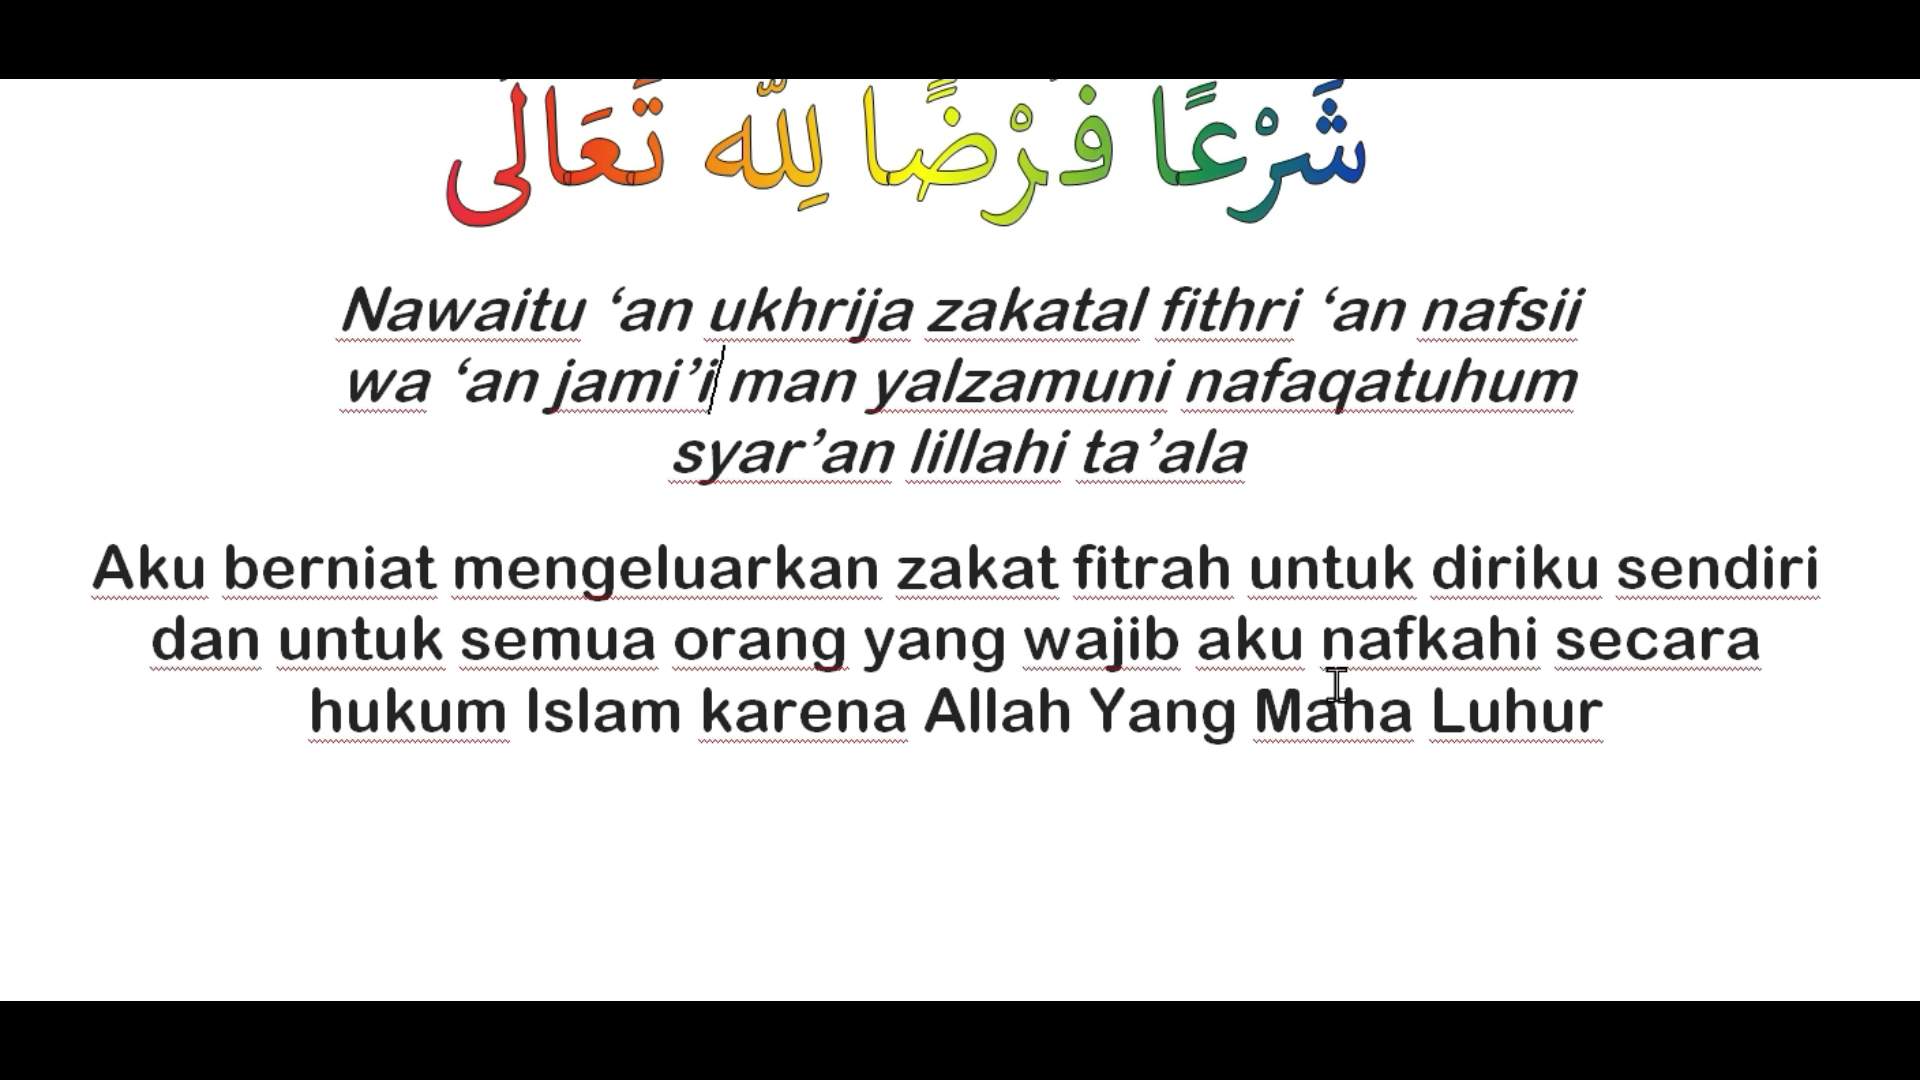 شَرْعًا فَرْضًا لِلّٰه تَعَالَى
Nawaitu ‘an ukhrija zakatal fithri ‘an nafsii
wa ‘an jami’i man yalzamuni nafaqatuhum
syar’an lillahi ta’ala
Aku berniat mengeluarkan zakat fitrah untuk diriku sendiri
dan untuk semua orang yang wajib aku nafkahi secara
hukum Islam karena Allah Yang Maha Luhur